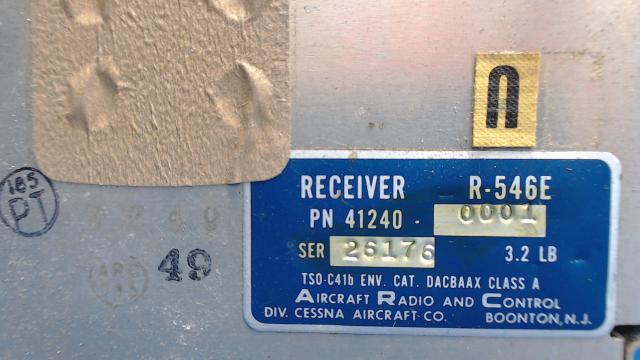 A
RECEIVER R-546E
PN 41240 - 0001
SER 26176 3.2 LB
TSO-C41b ENV. CAT. DACBAAX CLASS A
AIRCRAFT RADIO AND CONTROL
DIV. CESSNA AIRCRAFT CO. BOONTON, N.J.
185
PT
49